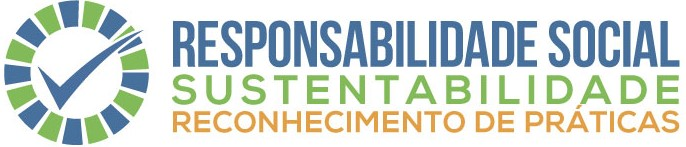 RESPONSABILIDADE SOCIAL
SUSTENTABILIDADE
RECONHECIMENTO DE PRÁTICAS